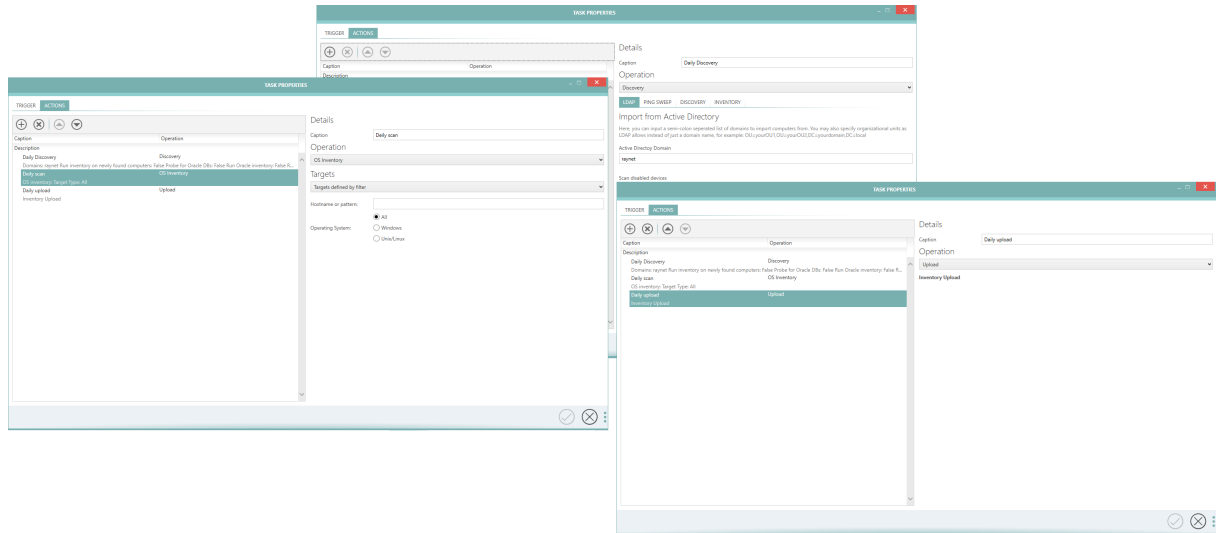 TASK PROPERTIES
TRIGGER ACTIONS
Caption Operation
Description
Details
Caption Daily Discovery
Operation
Discovery
LDAP PING SWEEP DISCOVERY INVENTORY
Import from Active Directory
Here, you can input a semi-colon seperated list of domains to import computers from. You may also specify organizational units as
LDAP allows instead of just a domain name, for example: OU=yourOU1,OU=yourOU2,DC=yourdomain,DC=local
Active Directoy Domain
raynet
Scan disabled devices
TASK PROPERTIES
TRIGGER ACTIONS
Caption Operation
Description
Daily Discovery Discovery
Domains: raynet Run inventory on newly found computers: False Probe for Oracle DBs: False Run Oracle inventory: False R...
Daily scan OS Inventory
OS inventory: Target Type: All
Daily upload Upload
Inventory Upload
Details
Caption Daily scan
Operation
OS Inventory
Targets
Targets defined by filter
Hostname or pattern:
All
Operating System: Windows
Unix/Linux
TASK PROPERTIES
TRIGGER ACTIONS
Caption Operation
Description
Daily Discovery Discovery
Domains: raynet Run inventory on newly found computers: False Probe for Oracle DBs: False Run Oracle inventory: False R...
Daily scan OS Inventory
OS inventory: Target Type: All
Daily upload Upload
Inventory Upload
Details
Caption Daily upload
Operation
Upload
Inventory Upload